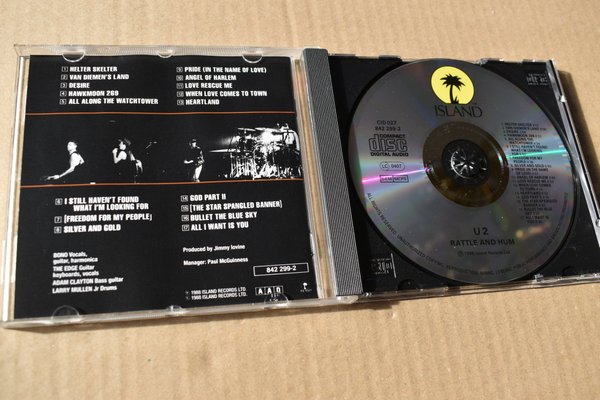 1 HELTER SKELTER
2 VAN DIEMEN'S LAND
3 DESIRE
4 HAWKMOON 269
5 ALL ALONG THE WATCHTOWER
9 PRIDE (IN THE NAME OF LOVE)
10 ANGEL OF HARLEM
11 LOVE RESCUE ME
12 WHEN LOVE COMES TO TOWN
13 HEARTLAND
6 I STILL HAVEN'T FOUND
WHAT I'M LOOKING FOR
7 [FREEDOM FOR MY PEOPLE]
8 SILVER AND GOLD
14 GOD PART II
15 [THE STAR SPANGLED BANNER]
16 BULLET THE BLUE SKY
17 ALL I WANT IS YOU
BONO Vocals,
guitar, harmonica
THE EDGE Guitar
keyboards, vocals
ADAM CLAYTON Bass guitar
LARRY MULLEN Jr Drums
Produced by Jimmy Iovine
Manager: Paul McGuinness
842 299-2
℗ 1988 ISLAND RECORDS LTD.
© 1988 ISLAND RECORDS LTD.
AAD
ISLAND
CID U27
842 299-2
COMPACT
disc
DIGITAL AUDIO
LC 0407
U2
RATTLE AND HUM